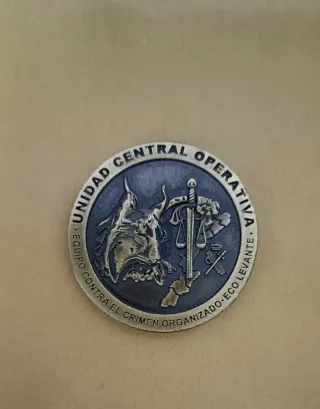 UNIDAD CENTRAL OPERATIVA
· EQUIPO CONTRA EL CRIMEN ORGANIZADO · ECO LEVANTE ·